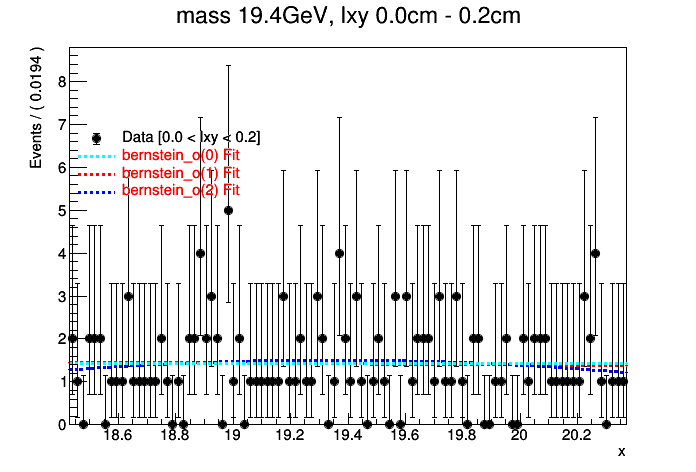 mass 19.4GeV, lxy 0.0cm - 0.2cm
Events / ( 0.0194 )
8
7
6
5
4
3
2
1
0
Data [0.0 < lxy < 0.2]
bernstein_o(0) Fit
bernstein_o(1) Fit
bernstein_o(2) Fit
18.6 18.8 19 19.2 19.4 19.6 19.8 20 20.2
x